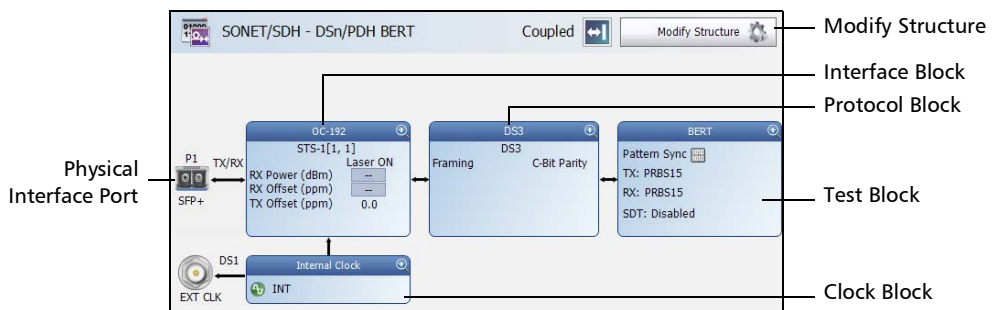 SONET/SDH - DSn/PDH BERT
Coupled
Modify Structure
Modify Structure
Interface Block
Protocol Block
OC-192
STS-1[1, 1]
Laser ON
RX Power (dBm) --
RX Offset (ppm) --
TX Offset (ppm) 0.0
DS3
DS3
Framing C-Bit Parity
BERT
Pattern Sync
TX: PRBS15
RX: PRBS15
SDT: Disabled
Physical
Interface Port
P1
TX/RX
SFP+
Test Block
DS1
EXT CLK
Internal Clock
INT
Clock Block